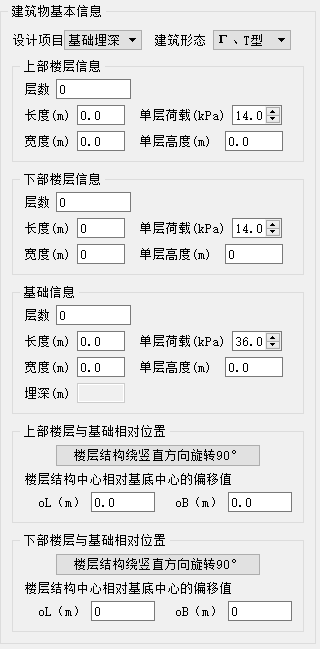 建筑物基本信息
设计项目 基础埋深 建筑形态 Γ、T型
上部楼层信息
层数 0
长度(m) 0.0 单层荷载(kPa) 14.0
宽度(m) 0.0 单层高度(m) 0.0
下部楼层信息
层数 0
长度(m) 0.0 单层荷载(kPa) 14.0
宽度(m) 0 单层高度(m) 0
基础信息
层数 0
长度(m) 0.0 单层荷载(kPa) 36.0
宽度(m) 0.0 单层高度(m) 0.0
埋深(m)
上部楼层与基础相对位置
楼层结构绕竖直方向旋转90°
楼层结构中心相对基底中心的偏移值
oL（m） 0.0 oB（m） 0.0
下部楼层与基础相对位置
楼层结构绕竖直方向旋转90°
楼层结构中心相对基底中心的偏移值
oL（m） 0 oB（m） 0